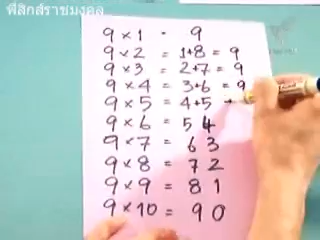 ฟิสิกส์ราชมงคล
9 × 1 = 9
9 × 2 = 1+8 = 9
9 × 3 = 2+7 = 9
9 × 4 = 3+6 = 9
9 × 5 = 4+5
9 × 6 = 5 4
9 × 7 = 6 3
9 × 8 = 7 2
9 × 9 = 8 1
9 × 10 = 9 0